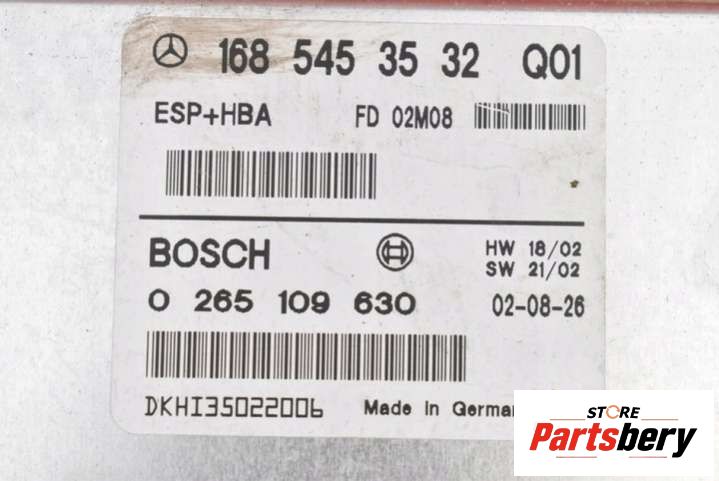 168 545 35 32 Q01
ESP+HBA FD 02M08
BOSCH HW 18/02
SW 21/02
0 265 109 630 02-08-26
DKHI35022006 Made in German
STORE
Partsbery